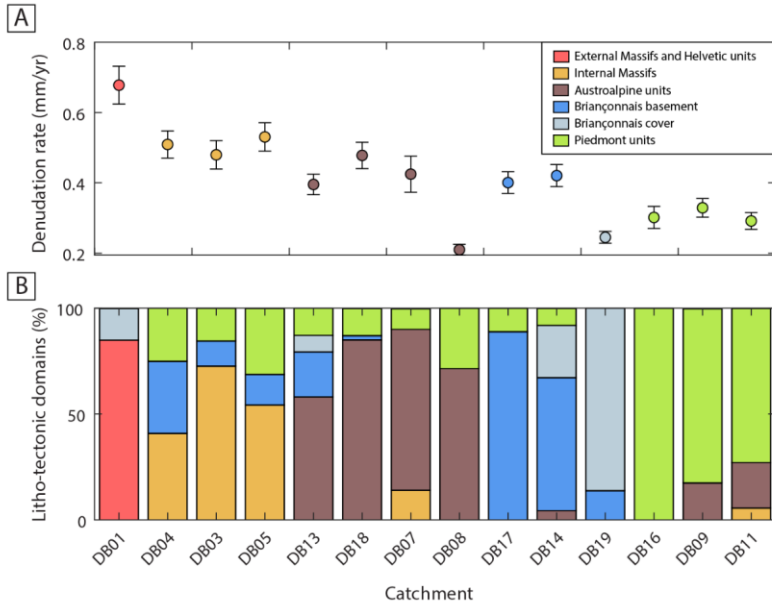 A
Denudation rate (mm/yr)
0.8
0.6
0.4
0.2
External Massifs and Helvetic units
Internal Massifs
Austroalpine units
Briançonnais basement
Briançonnais cover
Piedmont units
B
Litho-tectonic domains (%)
100
50
0
DB01
DB04
DB03
DB05
DB13
DB18
DB07
DB08
DB17
DB14
DB19
DB16
DB09
DB11
Catchment